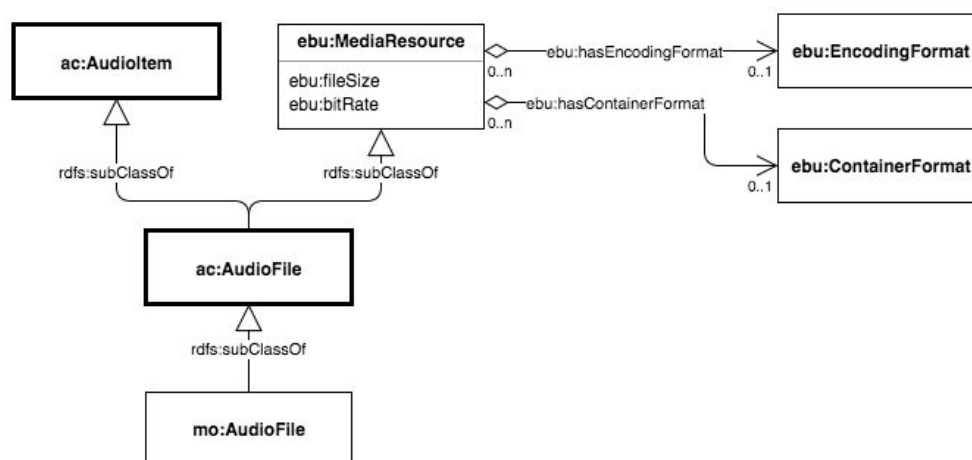 ac:AudioItem
ebu:MediaResource
ebu:fileSize
ebu:bitRate
0..n
ebu:hasEncodingFormat
0..1
ebu:EncodingFormat
0..n
ebu:hasContainerFormat
0..1
ebu:ContainerFormat
rdfs:subClassOf
rdfs:subClassOf
ac:AudioFile
rdfs:subClassOf
mo:AudioFile